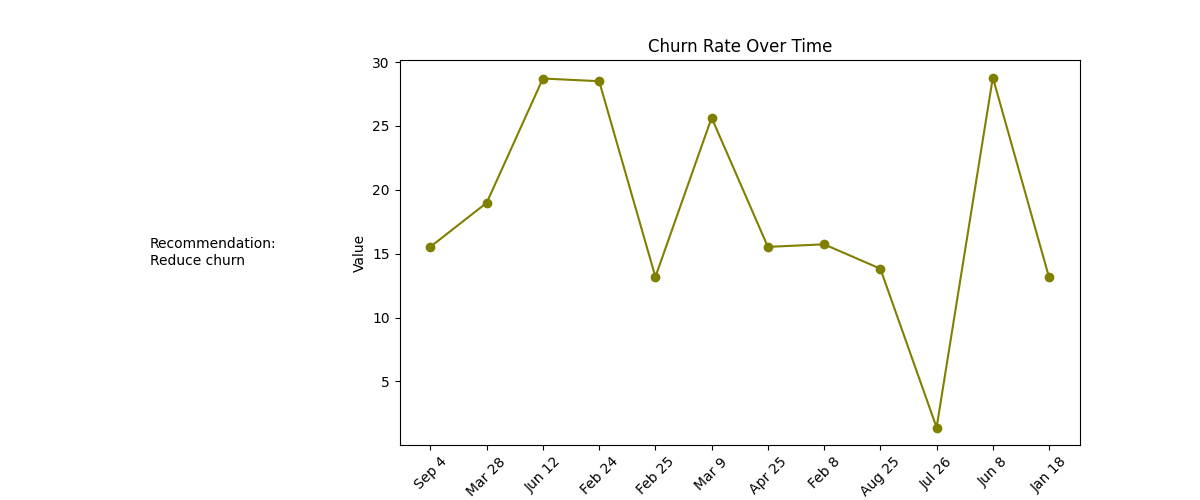 Churn Rate Over Time
Recommendation:
Reduce churn
Value
30
25
20
15
10
5
Sep 4
Mar 28
Jun 12
Feb 24
Feb 25
Mar 9
Apr 25
Feb 8
Aug 25
Jul 26
Jun 8
Jan 18